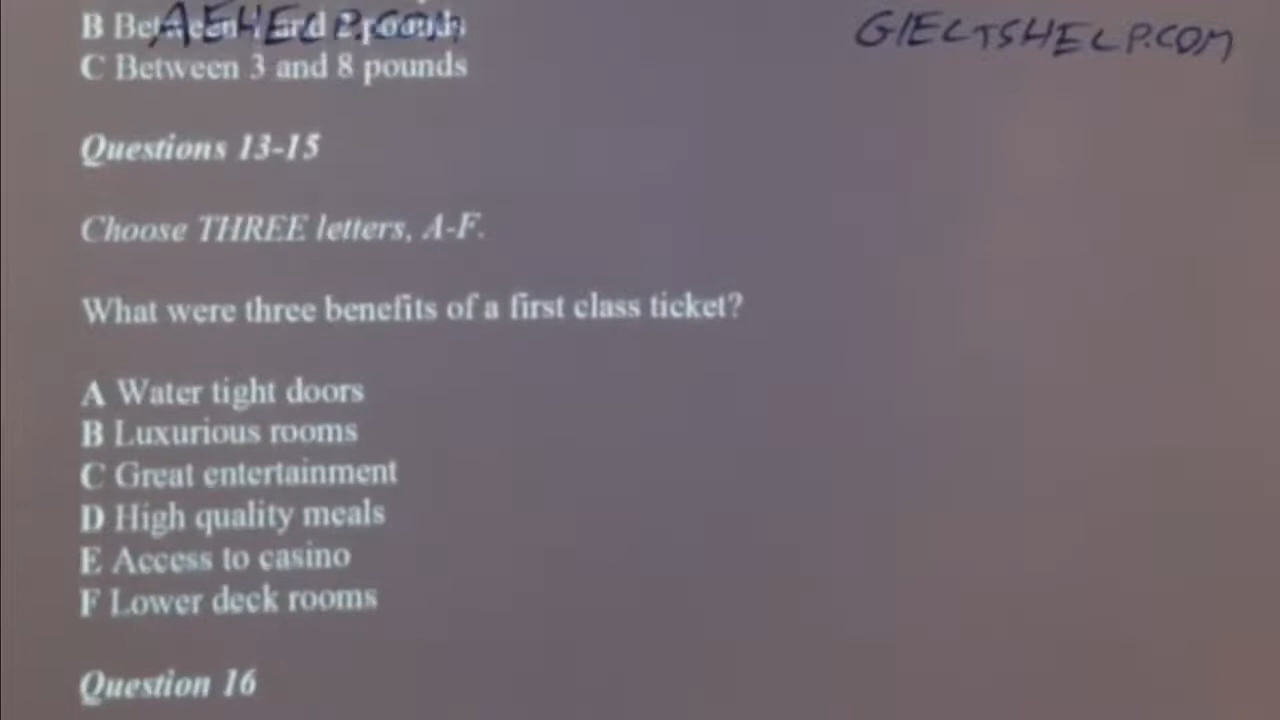 AEHELP.COM
GIELTSHELP.COM
B Between 1 and 2 pounds
C Between 3 and 8 pounds
Questions 13-15
Choose THREE letters, A-F.
What were three benefits of a first class ticket?
A Water tight doors
B Luxurious rooms
C Great entertainment
D High quality meals
E Access to casino
F Lower deck rooms
Question 16